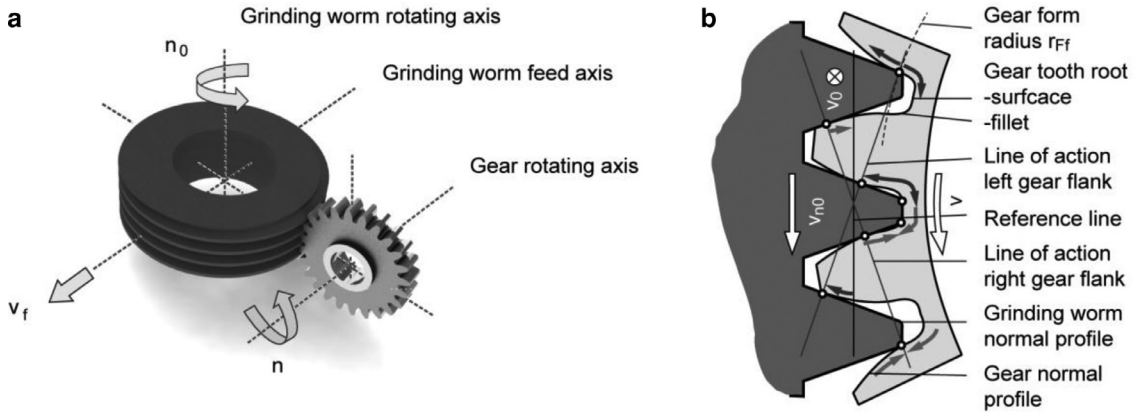 a
Grinding worm rotating axis
n0
Grinding worm feed axis
Gear rotating axis
vf
n
b
v0
vn0
v
Gear form
radius rFf
Gear tooth root
-surfcace
-fillet
Line of action
left gear flank
Reference line
Line of action
right gear flank
Grinding worm
normal profile
Gear normal
profile